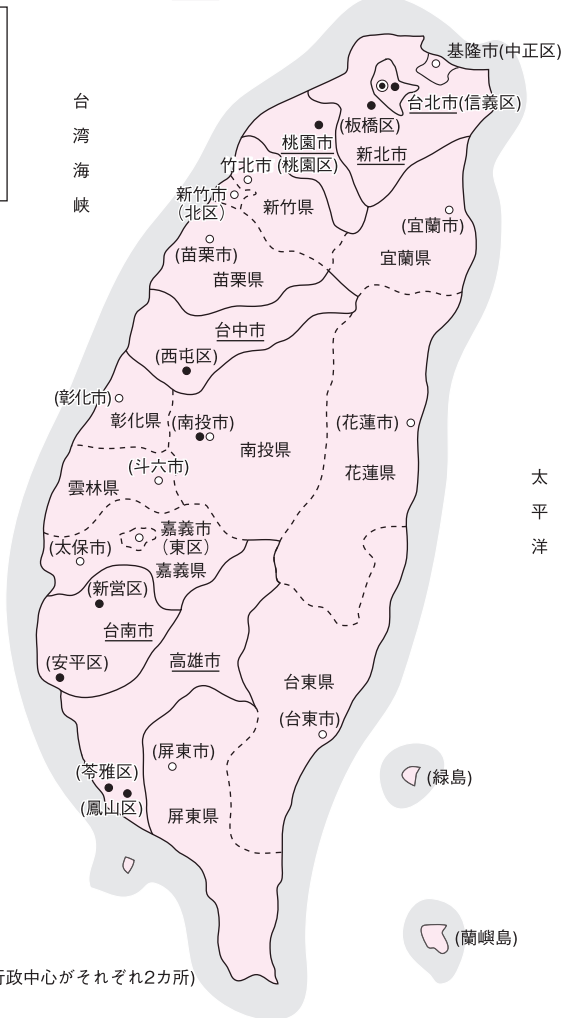 基隆市(中正区)
台北市(信義区)
(板橋区)
新北市
桃園市
(桃園区)
竹北市
新竹市
(北区)
新竹県
(宜蘭市)
宜蘭県
(苗栗市)
苗栗県
台中市
(西屯区)
(彰化市)
彰化県
(南投市)
南投県
(花蓮市)
花蓮県
(斗六市)
雲林県
嘉義市
(東区)
(太保市)
嘉義県
(新営区)
台南市
(安平区)
高雄市
台東県
(台東市)
(屏東市)
(苓雅区)
(鳳山区)
屏東県
(緑島)
(蘭嶼島)
台湾海峡
太平洋
行政中心がそれぞれ2カ所)